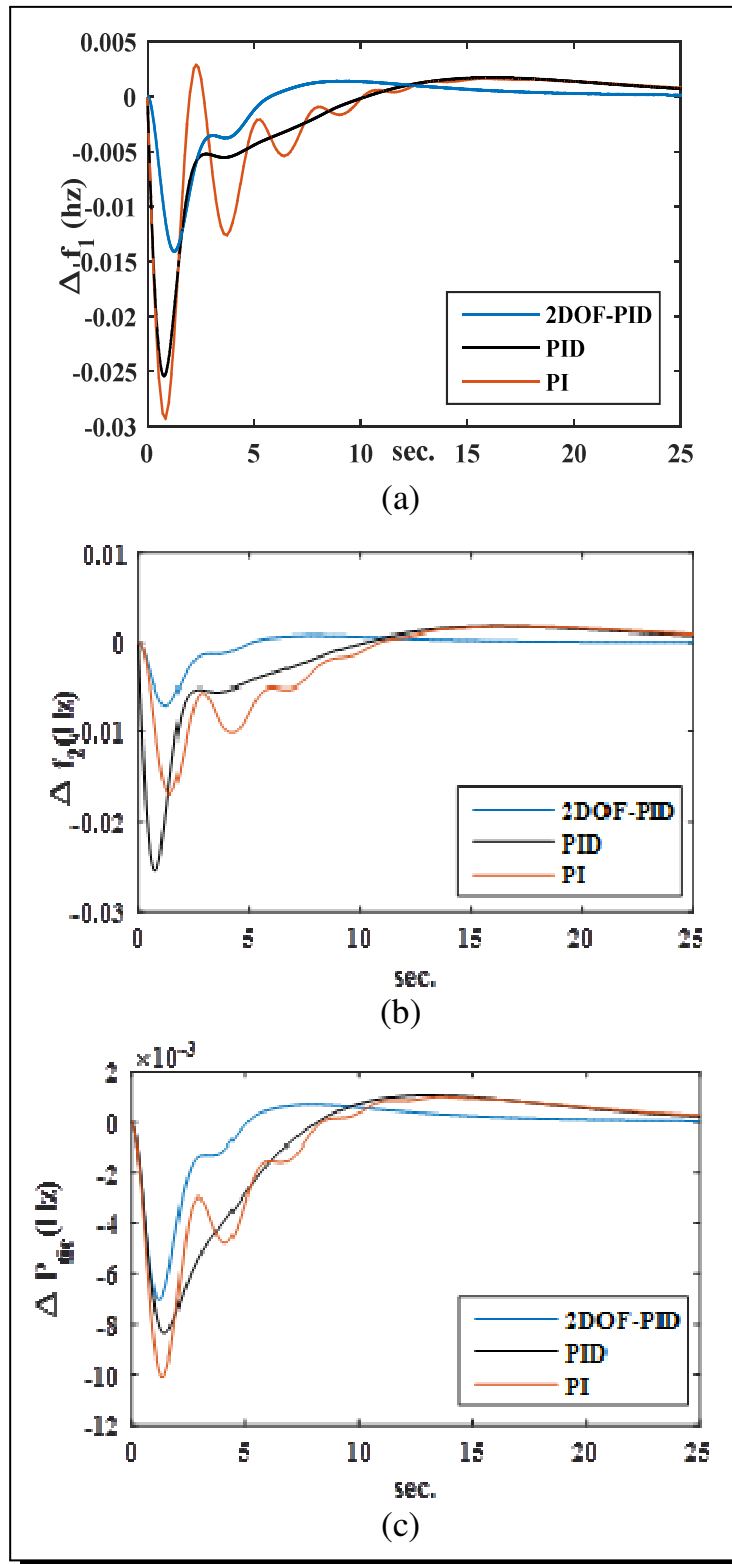 0.005
0
-0.005
-0.01
-0.015
-0.02
-0.025
-0.03
Δ f₁ (hz)
2DOF-PID
PID
PI
0 5 10 sec. 15 20 25
(a)
0.01
0
-0.01
-0.02
-0.03
Δ f₂(Hz)
2DOF-PID
PID
PI
0 5 10 15 20 25
sec.
(b)
×10⁻³
2
0
-2
-4
-6
-8
-10
-12
Δ P (Hz)
2DOF-PID
PID
PI
0 5 10 15 20 25
sec.
(c)